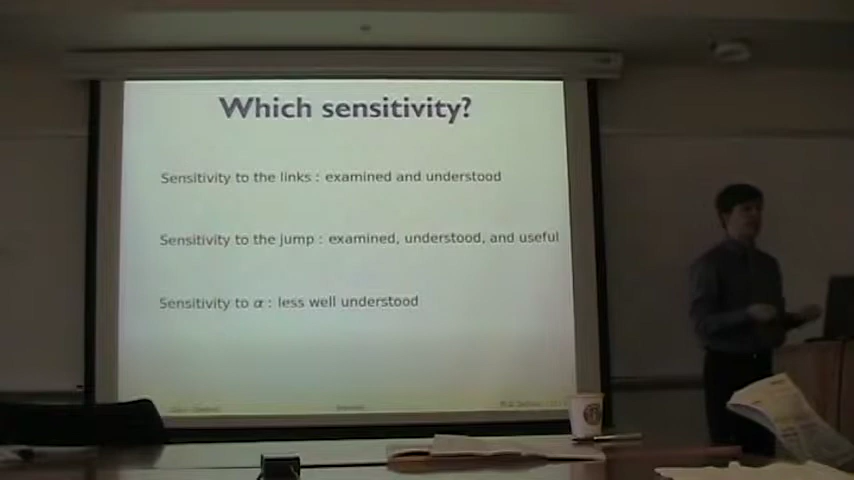 Which sensitivity?
Sensitivity to the links : examined and understood
Sensitivity to the jump : examined, understood, and useful
Sensitivity to α : less well understood